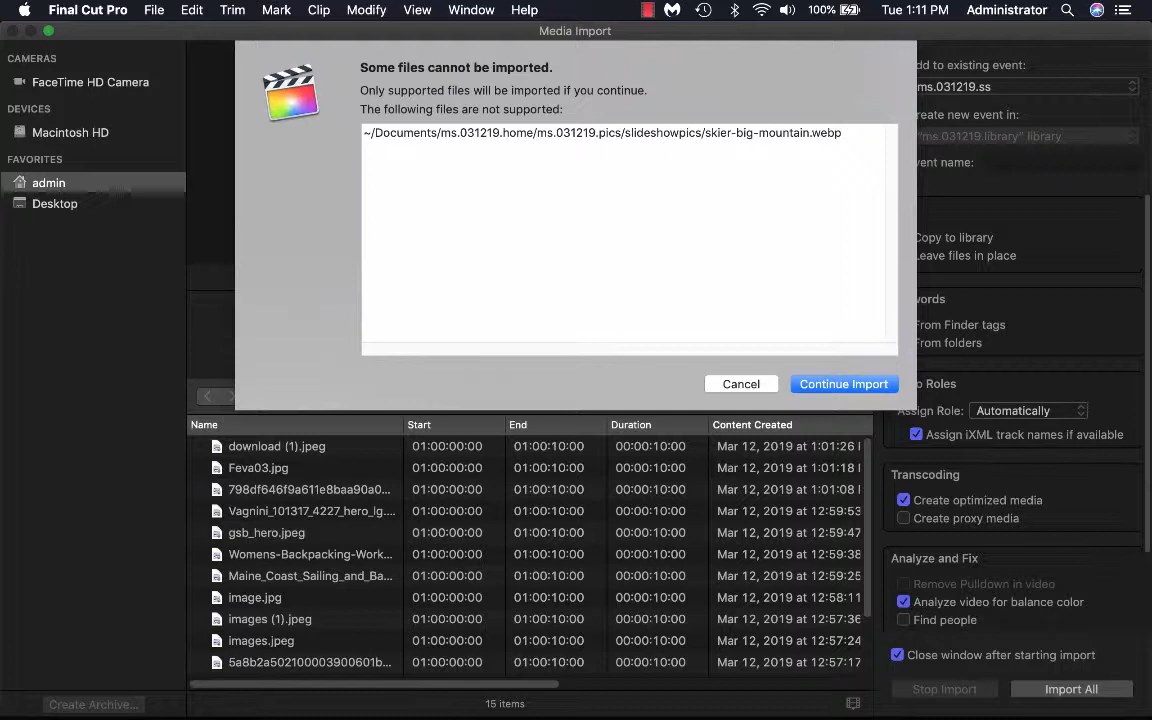 Final Cut Pro File Edit Trim Mark Clip Modify View Window Help 100% Tue 1:11 PM Administrator
Media Import
CAMERAS
FaceTime HD Camera
DEVICES
Macintosh HD
FAVORITES
admin
Desktop
Some files cannot be imported.
Only supported files will be imported if you continue.
The following files are not supported:
~/Documents/ms.031219.home/ms.031219.pics/slideshowpics/skier-big-mountain.webp
Cancel Continue Import
Name Start End Duration Content Created
download (1).jpeg 01:00:00:00 01:00:10:00 00:00:10:00 Mar 12, 2019 at 1:01:26
Feva03.jpg 01:00:00:00 01:00:10:00 00:00:10:00 Mar 12, 2019 at 1:01:18
798df646f9a611e8baa90a0... 01:00:00:00 01:00:10:00 00:00:10:00 Mar 12, 2019 at 1:01:08
Vagnini_101317_4227_hero_lg.... 01:00:00:00 01:00:10:00 00:00:10:00 Mar 12, 2019 at 12:59:53
gsb_hero.jpeg 01:00:00:00 01:00:10:00 00:00:10:00 Mar 12, 2019 at 12:59:47
Womens-Backpacking-Work... 01:00:00:00 01:00:10:00 00:00:10:00 Mar 12, 2019 at 12:59:38
Maine_Coast_Sailing_and_Ba... 01:00:00:00 01:00:10:00 00:00:10:00 Mar 12, 2019 at 12:59:25
image.jpg 01:00:00:00 01:00:10:00 00:00:10:00 Mar 12, 2019 at 12:58:11
images (1).jpeg 01:00:00:00 01:00:10:00 00:00:10:00 Mar 12, 2019 at 12:57:36
images.jpeg 01:00:00:00 01:00:10:00 00:00:10:00 Mar 12, 2019 at 12:57:24
5a8b2a502100003900601b... 01:00:00:00 01:00:10:00 00:00:10:00 Mar 12, 2019 at 12:57:17
Create Archive... 15 items
dd to existing event:
ms.031219.ss
reate new event in:
"ms.031219 library" library
vent name:
Copy to library
Leave files in place
words
From Finder tags
From folders
o Roles
Assign Role: Automatically
Assign iXML track names if available
Transcoding
Create optimized media
Create proxy media
Analyze and Fix
Remove Pulldown in video
Analyze video for balance color
Find people
Close window after starting import
Stop Import Import All